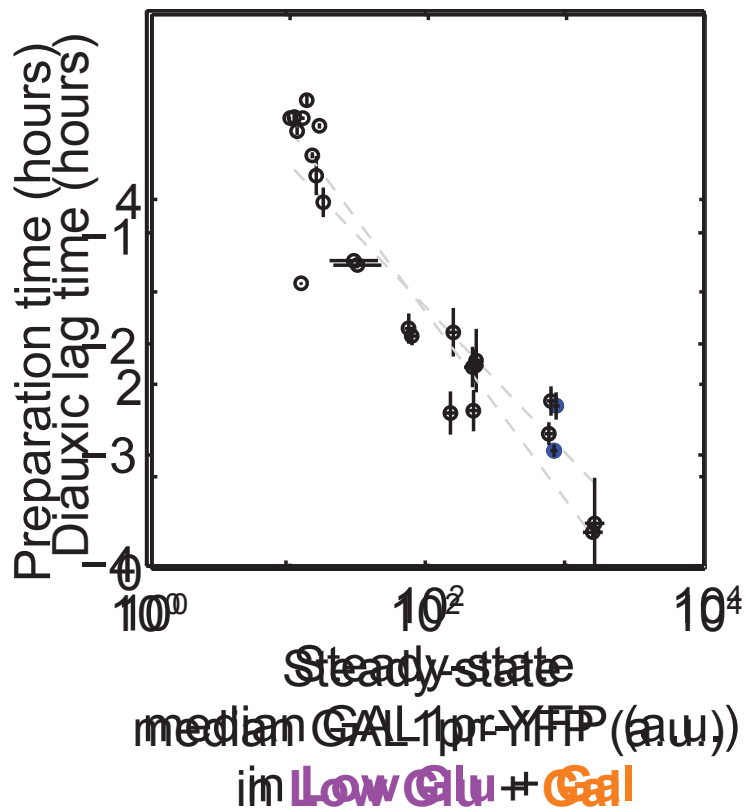 Preparation time (hours)
Diauxic lag time (hours)
4
−1
−2
2
−3
−4
0
10⁰
10²
10⁴
Steady-state
median GAL1pr-YFP (a.u.)
in Low Glu + Gal